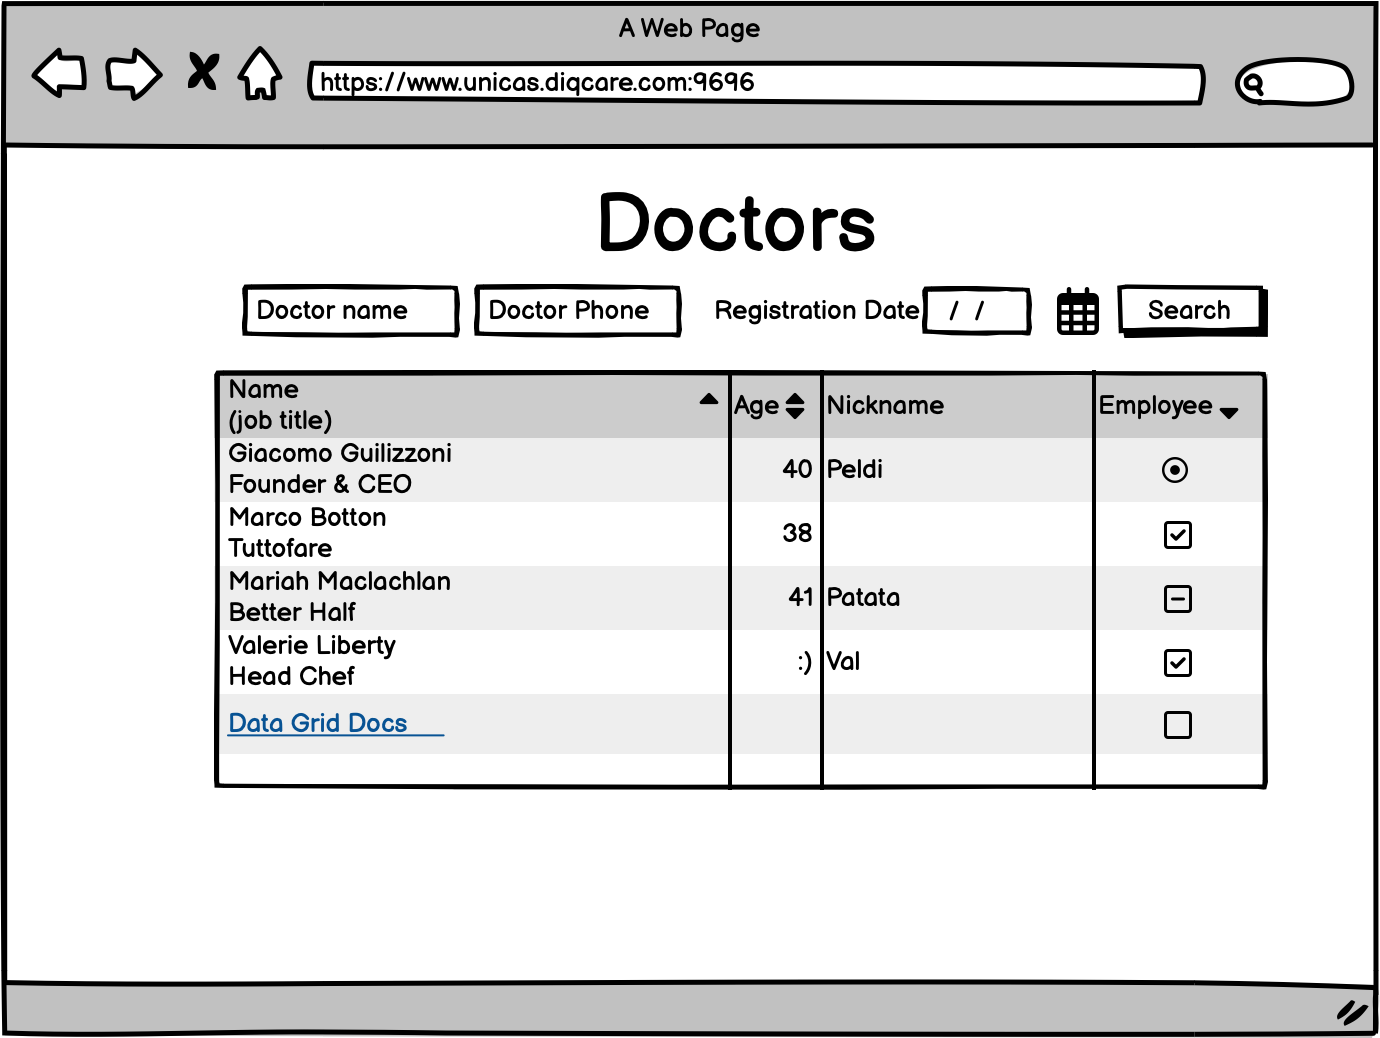 A Web Page
https://www.unicas.diqcare.com:9696
Doctors
Doctor name Doctor Phone Registration Date / / Search
Name
(job title) Age Nickname Employee
Giacomo Guilizzoni
Founder & CEO 40 Peldi
Marco Botton
Tuttofare 38
Mariah Maclachlan
Better Half 41 Patata
Valerie Liberty
Head Chef :) Val
Data Grid Docs